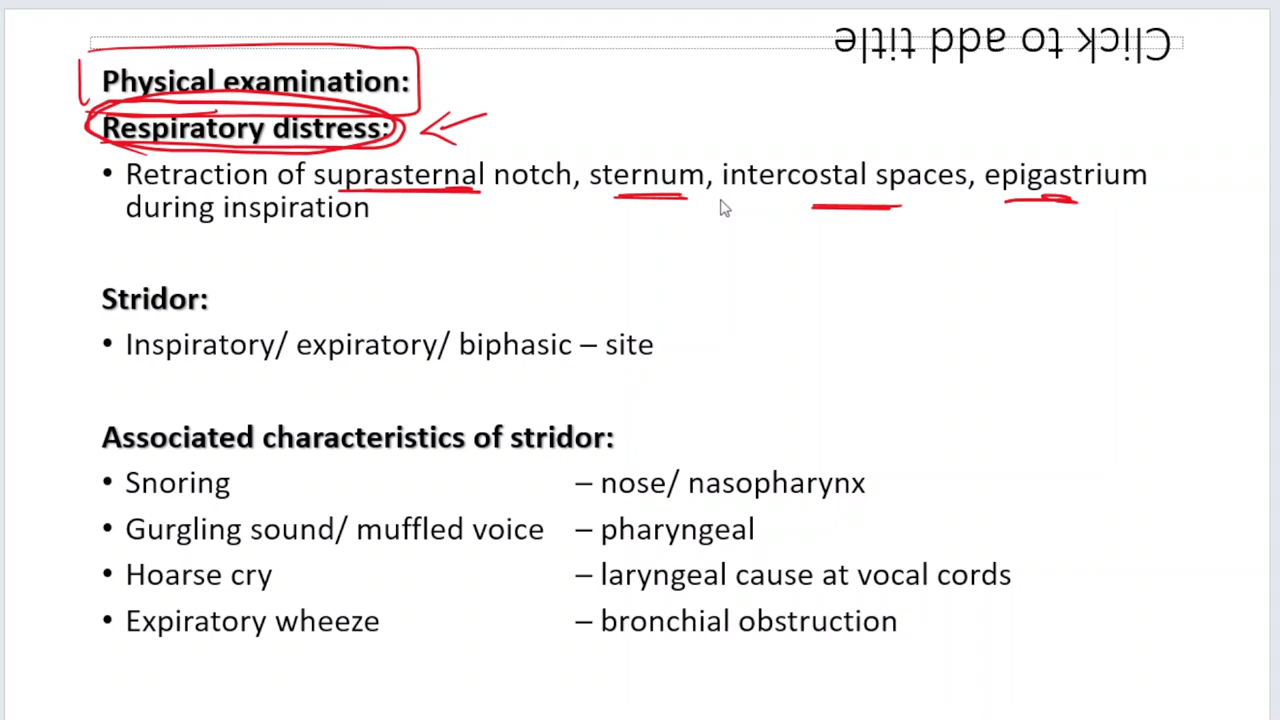 Click to add title
Physical examination:
Respiratory distress:
• Retraction of suprasternal notch, sternum, intercostal spaces, epigastrium
during inspiration
Stridor:
• Inspiratory/ expiratory/ biphasic – site
Associated characteristics of stridor:
• Snoring – nose/ nasopharynx
• Gurgling sound/ muffled voice – pharyngeal
• Hoarse cry – laryngeal cause at vocal cords
• Expiratory wheeze – bronchial obstruction